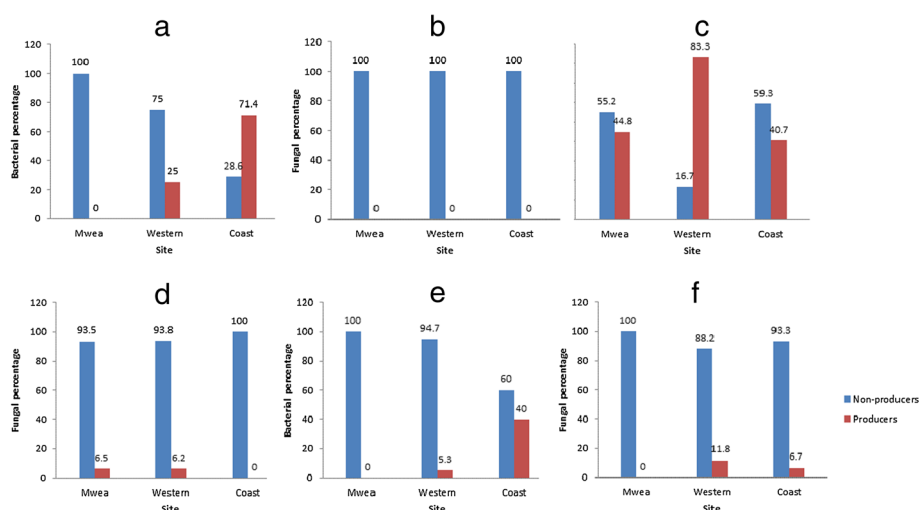 a
b
c
120
100
80
60
40
20
0
Bacterial percentage
100
0
75
25
28.6
71.4
Mwea
Western
Coast
Site
120
100
80
60
40
20
0
Fungal percentage
100
0
100
0
100
0
Mwea
Western
Coast
Site
55.2
44.8
16.7
83.3
59.3
40.7
Mwea
Western
Coast
Site
d
e
f
120
100
80
60
40
20
0
Fungal percentage
93.5
6.5
93.8
6.2
100
0
Mwea
Western
Coast
Site
120
100
80
60
40
20
0
Bacterial percentage
100
0
94.7
5.3
60
40
Mwea
Western
Coast
Site
120
100
80
60
40
20
0
Fungal percentage
100
0
88.2
11.8
93.3
6.7
Mwea
Western
Coast
Site
Non-producers
Producers